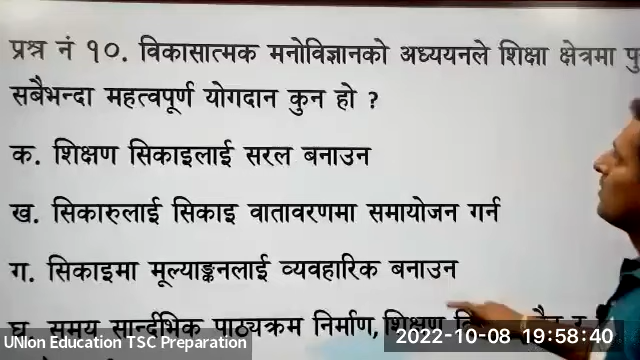 प्रश्न नं १०. विकासात्मक मनोविज्ञानको अध्ययनले शिक्षा क्षेत्रमा
सबैभन्दा महत्वपूर्ण योगदान कुन हो ?
क. शिक्षण सिकाइलाई सरल बनाउन
ख. सिकारुलाई सिकाइ वातावरणमा समायोजन गर्न
ग. सिकाइमा मूल्याङ्कनलाई व्यवहारिक बनाउन
घ. समय सान्दर्भिक पाठ्यक्रम निर्माण, शिक्षण
UNIon Education TSC Preparation
2022-10-08 19:58:40